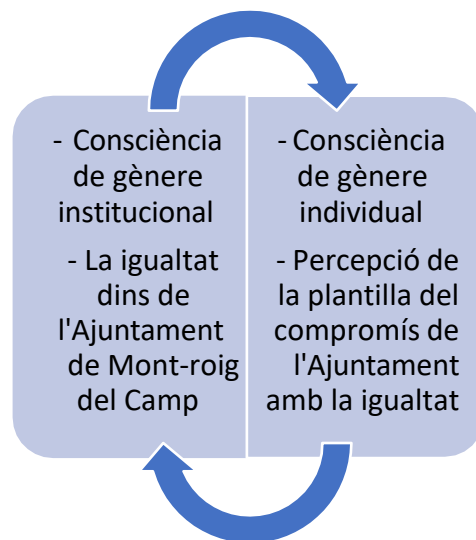 - Consciència
de gènere
institucional
- La igualtat
dins de
l'Ajuntament
de Mont-roig
del Camp
- Consciència
de gènere
individual
- Percepció de
la plantilla del
compromís de
l'Ajuntament
amb la igualtat